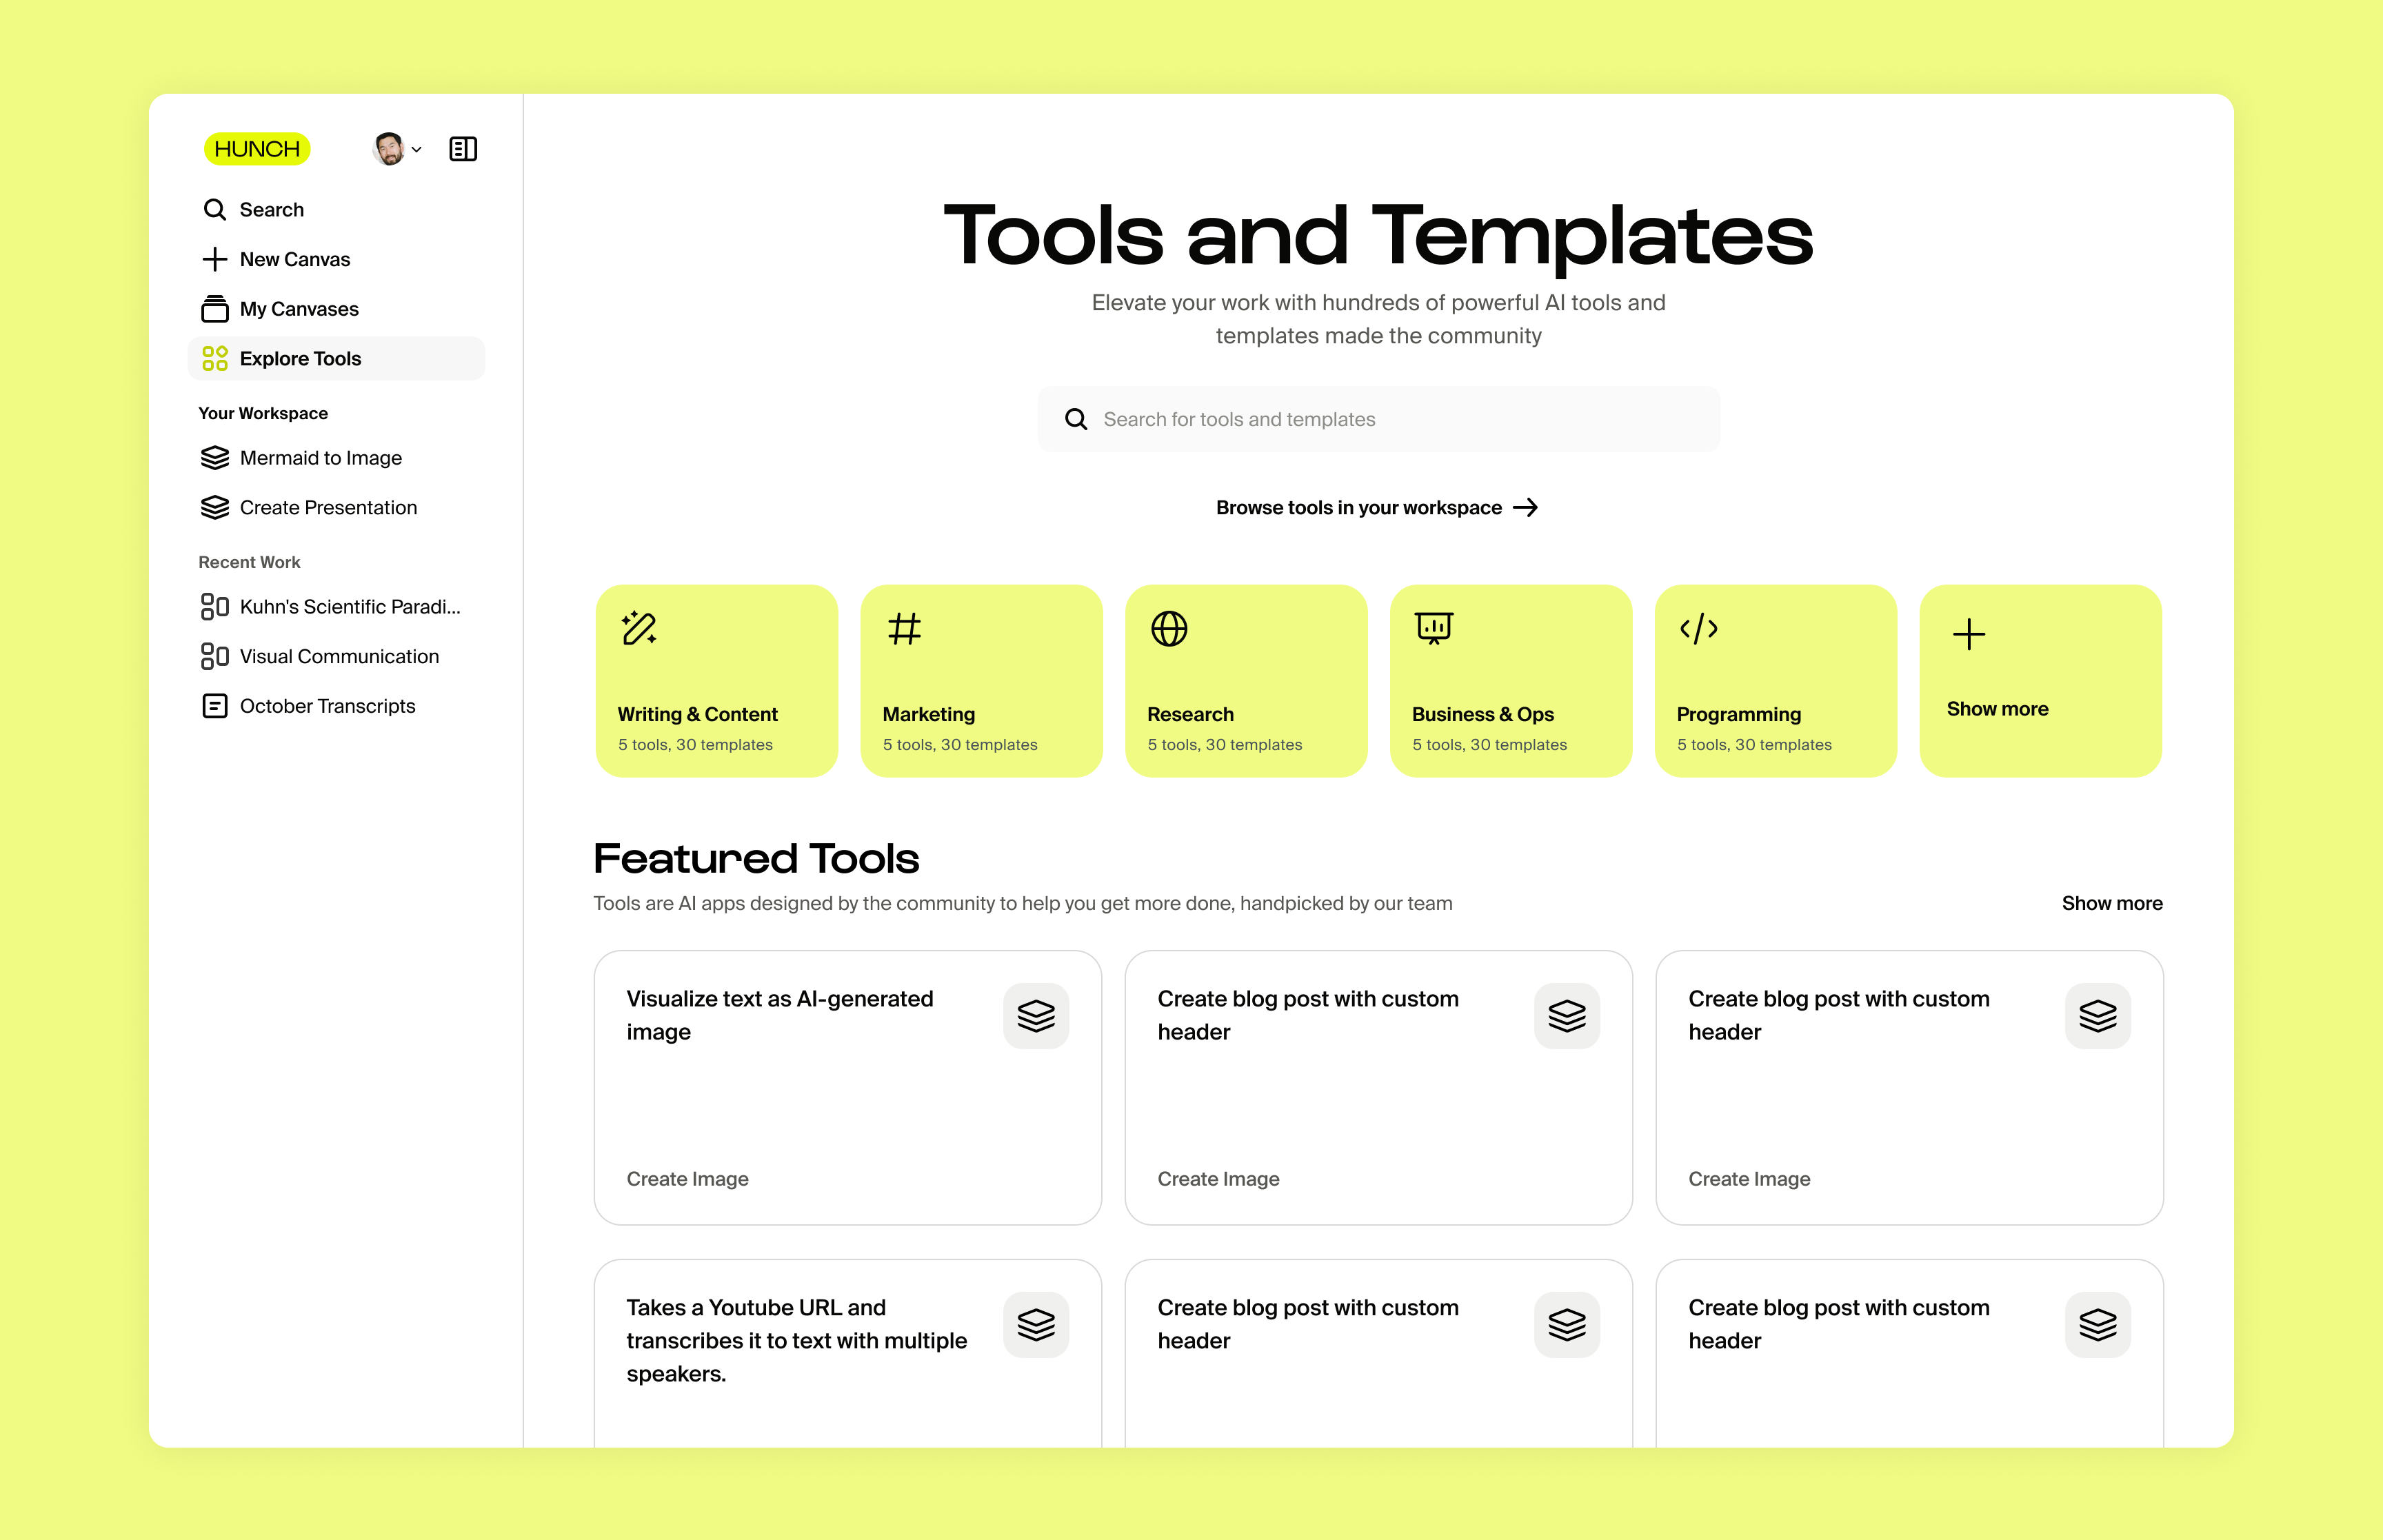 HUNCH
Search
New Canvas
My Canvases
Explore Tools
Your Workspace
Mermaid to Image
Create Presentation
Recent Work
Kuhn's Scientific Paradi...
Visual Communication
October Transcripts
Tools and Templates
Elevate your work with hundreds of powerful AI tools and
templates made the community
Search for tools and templates
Browse tools in your workspace
Writing & Content
5 tools, 30 templates
Marketing
5 tools, 30 templates
Research
5 tools, 30 templates
Business & Ops
5 tools, 30 templates
Programming
5 tools, 30 templates
Show more
Featured Tools
Tools are AI apps designed by the community to help you get more done, handpicked by our team
Show more
Visualize text as AI-generated
image
Create Image
Create blog post with custom
header
Create Image
Create blog post with custom
header
Create Image
Takes a Youtube URL and
transcribes it to text with multiple
speakers.
Create blog post with custom
header
Create blog post with custom
header